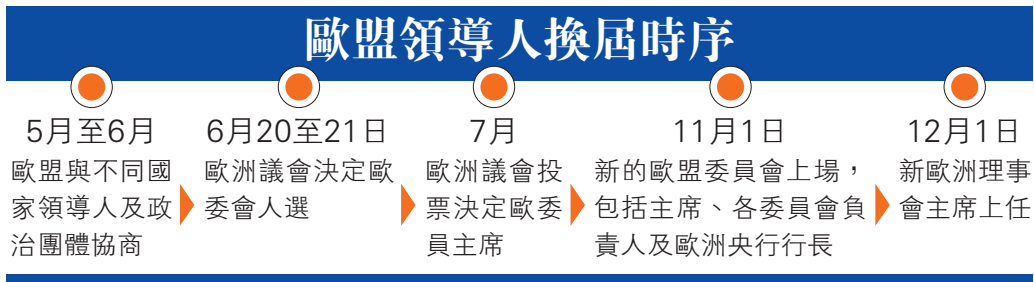 歐盟領導人換屆時序
5月至6月
歐盟與不同國
家領導人及政
治團體協商
6月20至21日
歐洲議會決定歐
委會人選
7月
歐洲議會投
票決定歐委
員主席
11月1日
新的歐盟委員會上場，
包括主席、各委員會負
責人及歐洲央行行長
12月1日
新歐洲理事
會主席上任